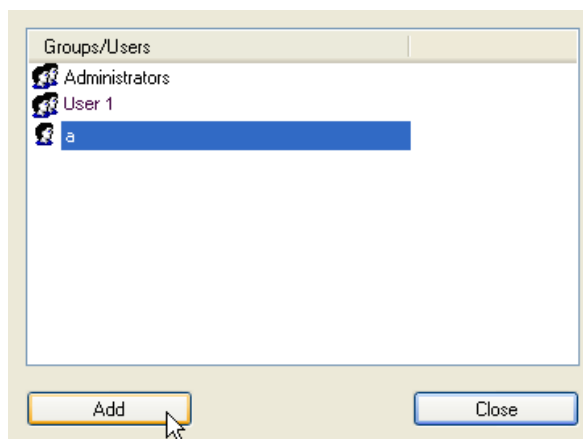 Groups/Users
Administrators
User 1
a
Add Close